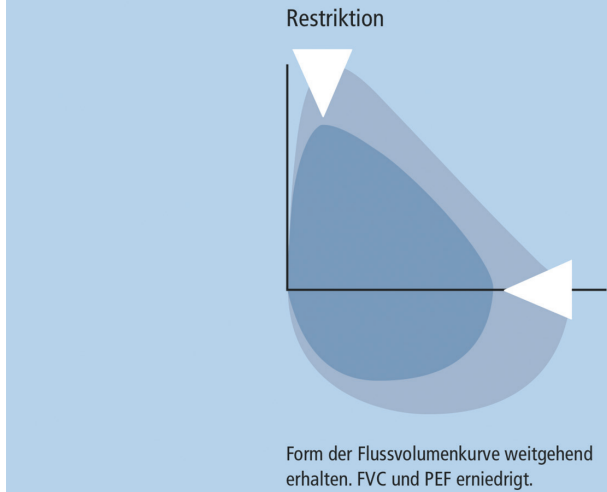 Restriktion
Form der Flussvolumenkurve weitgehend
erhalten. FVC und PEF erniedrigt.